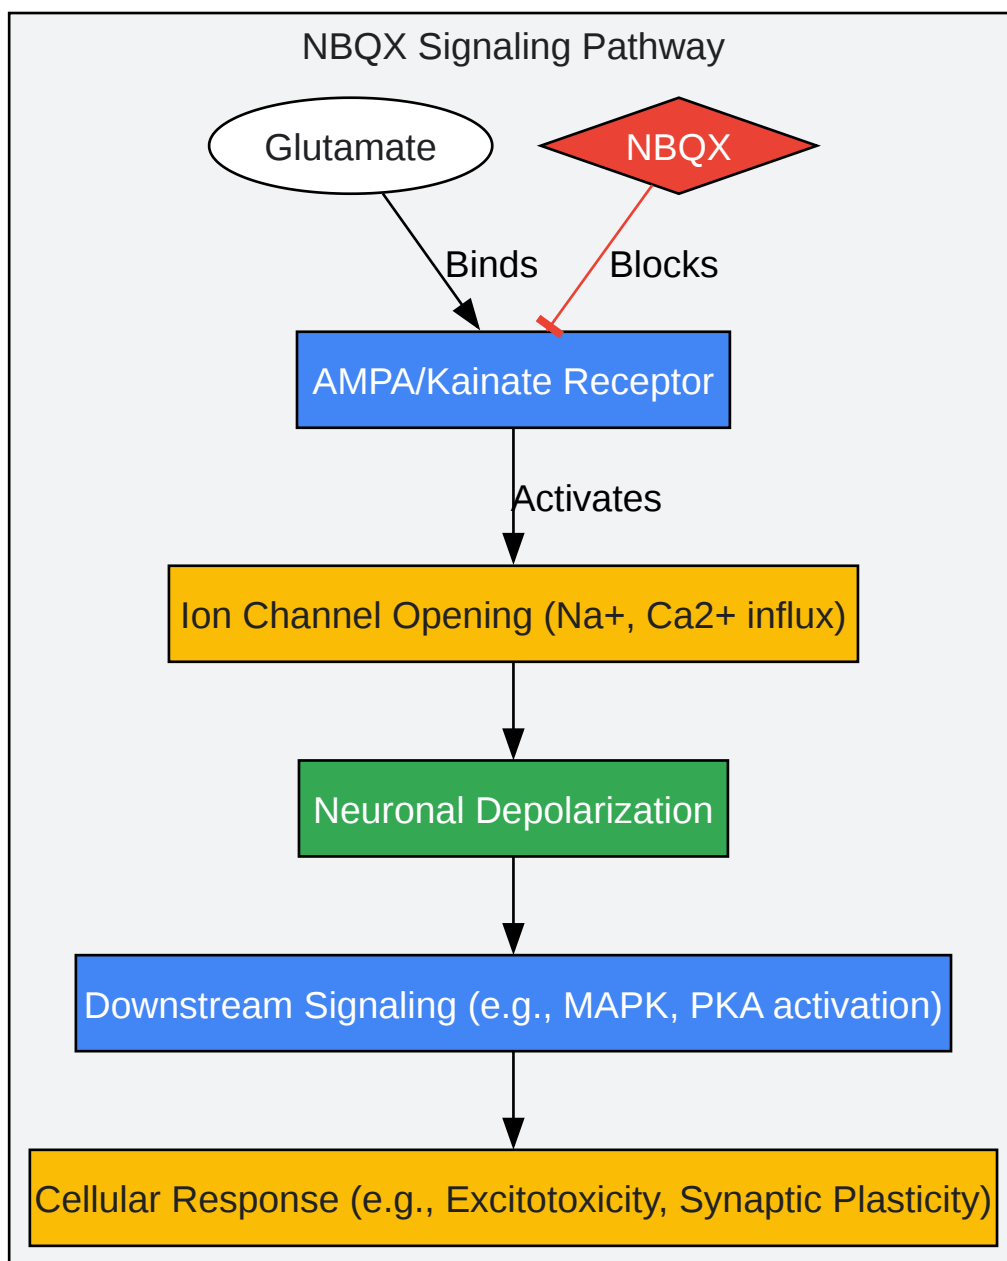 NBQX Signaling Pathway
Glutamate
NBQX
Binds
Blocks
AMPA/Kainate Receptor
Activates
Ion Channel Opening (Na+, Ca2+ influx)
Neuronal Depolarization
Downstream Signaling (e.g., MAPK, PKA activation)
Cellular Response (e.g., Excitotoxicity, Synaptic Plasticity)